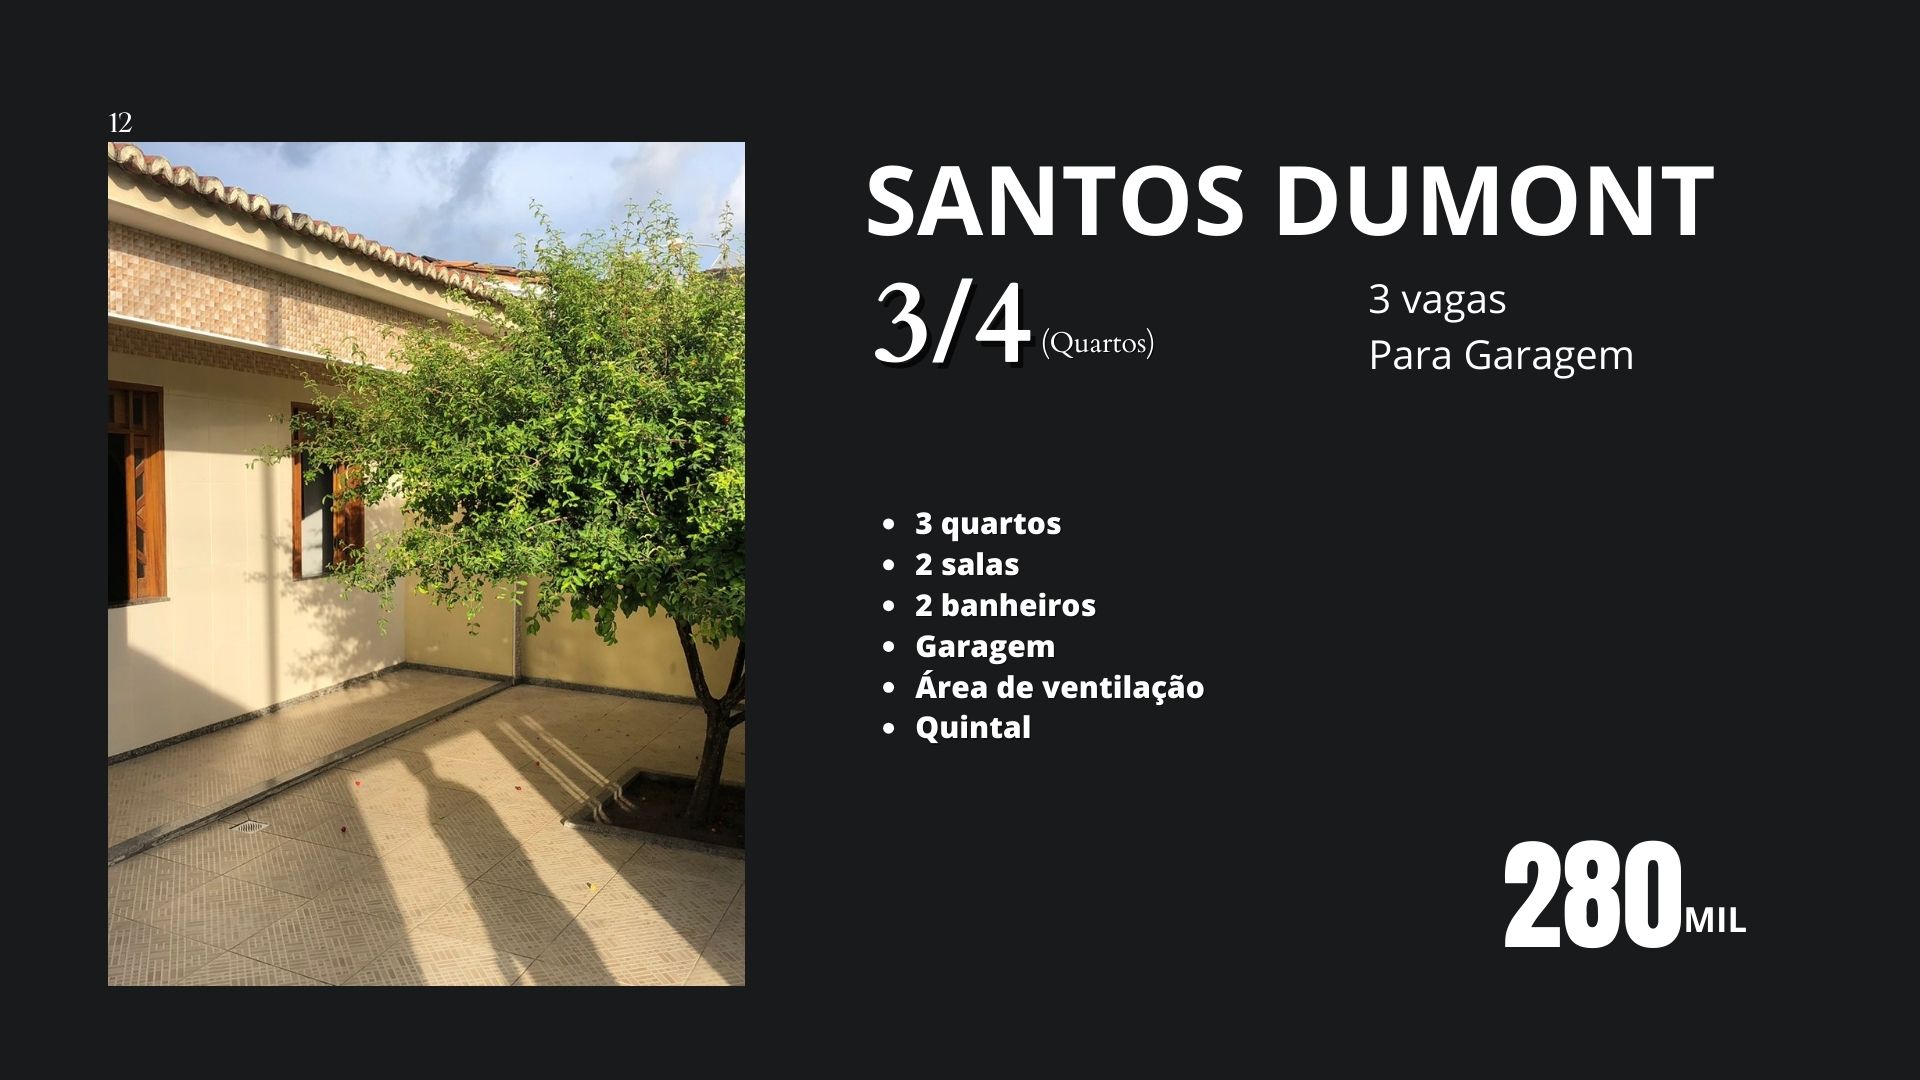 12
SANTOS DUMONT
3/4 (Quartos)
3 vagas
Para Garagem
• 3 quartos
• 2 salas
• 2 banheiros
• Garagem
• Área de ventilação
• Quintal
280 MIL